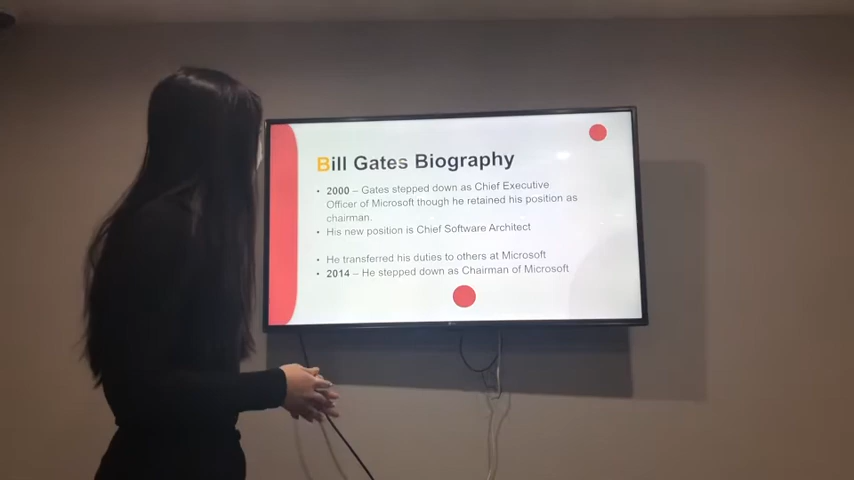 Bill Gates Biography
• 2000 – Gates stepped down as Chief Executive
Officer of Microsoft though he retained his position as
chairman.
• His new position is Chief Software Architect
• He transferred his duties to others at Microsoft
• 2014 – He stepped down as Chairman of Microsoft